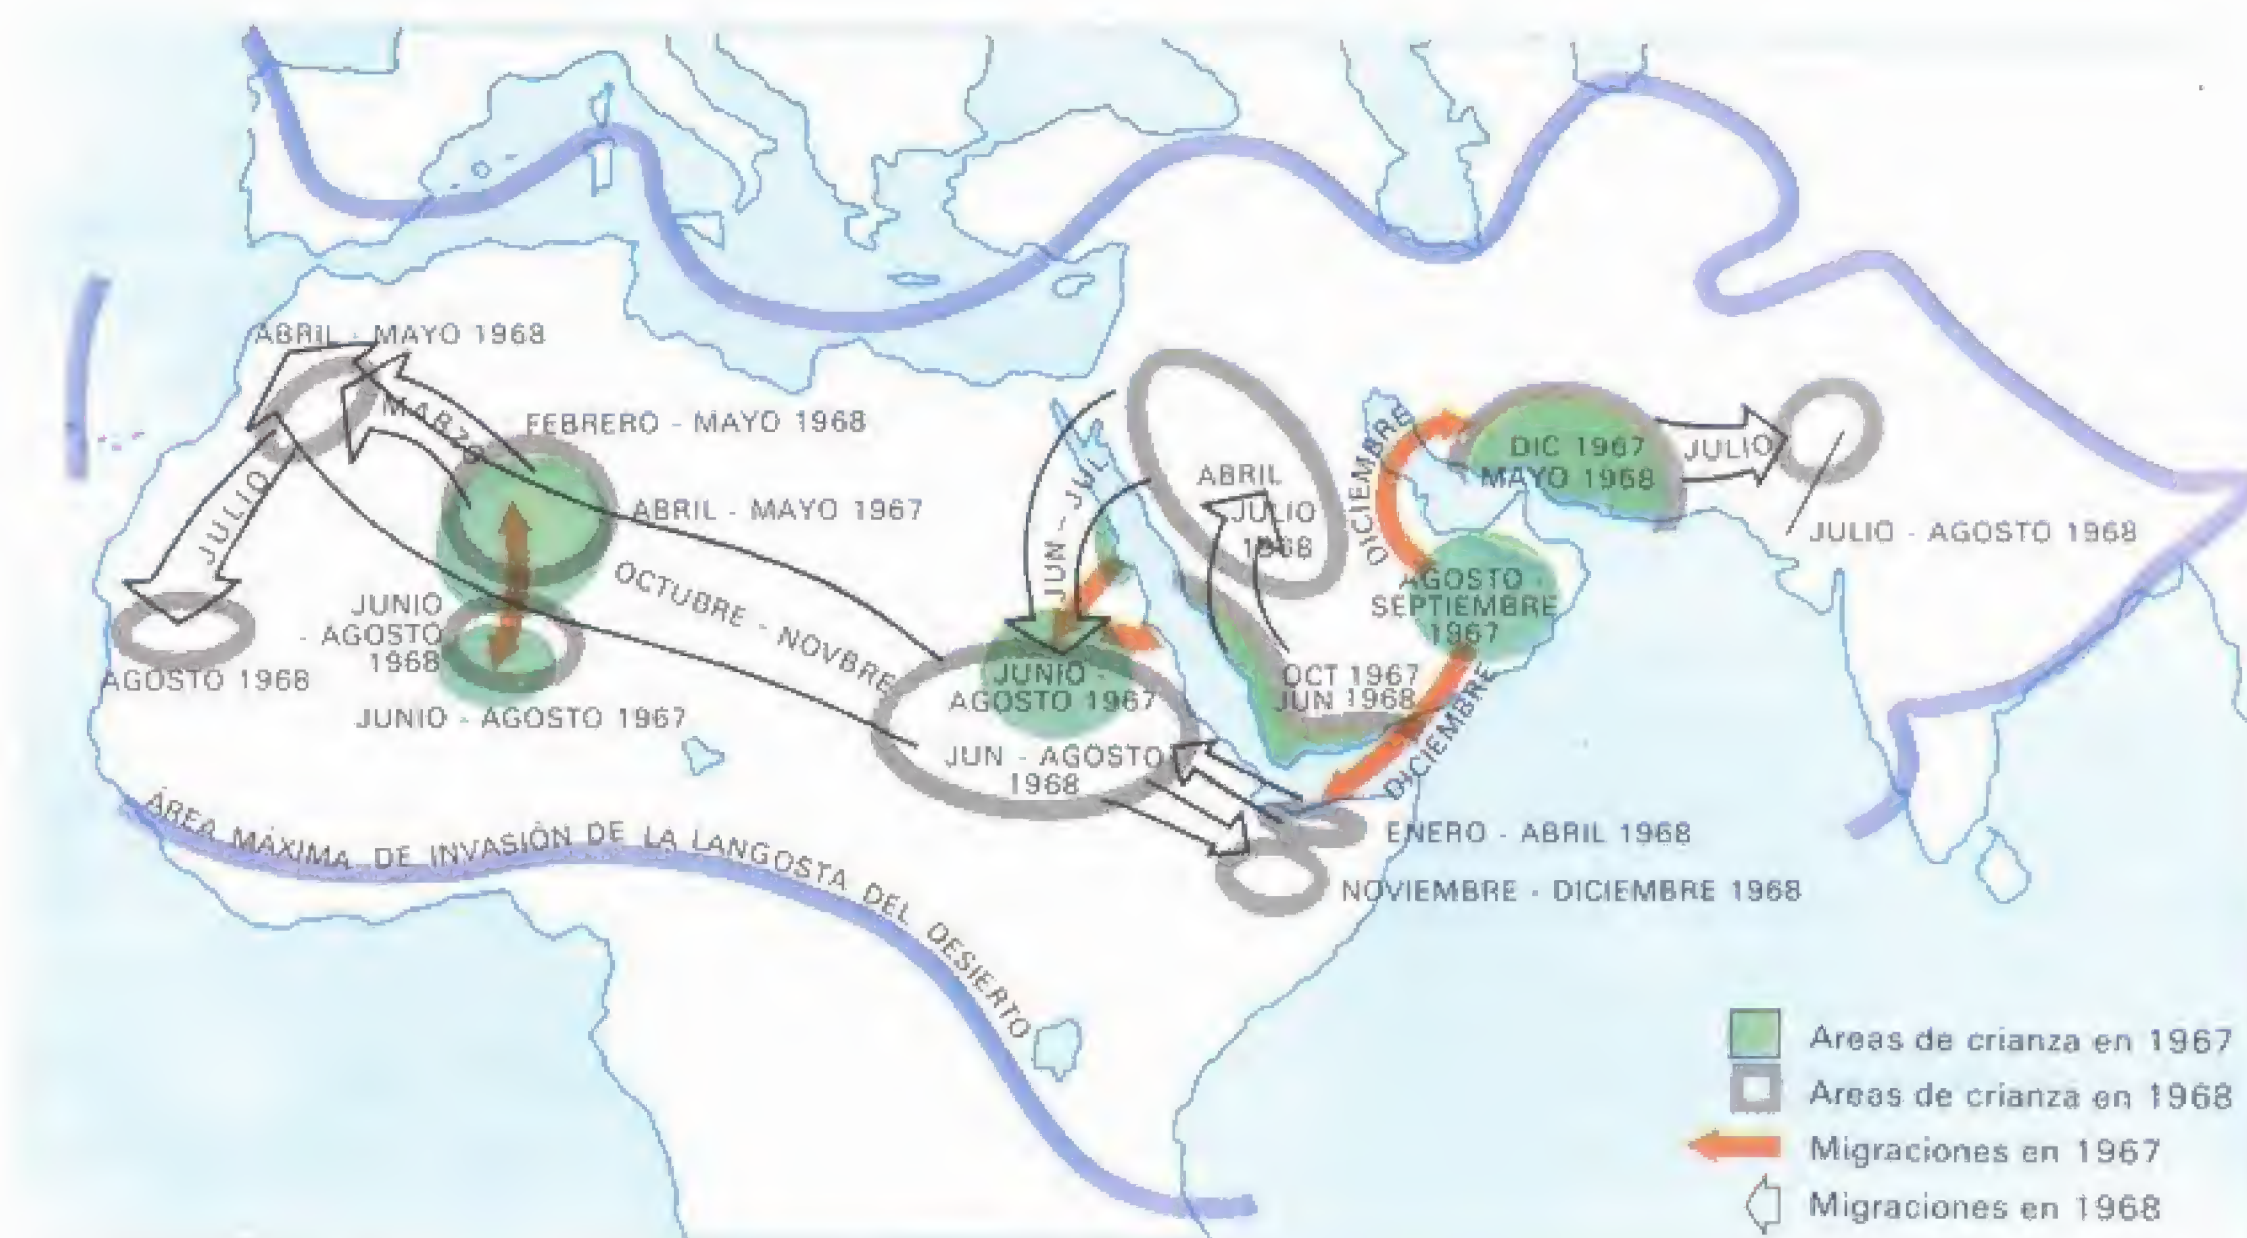 ABRIL - MAYO 1968
MARZO
FEBRERO - MAYO 1968
ABRIL - MAYO 1967
JULIO
AGOSTO 1968
JUNIO
- AGOSTO
1968
JUNIO - AGOSTO 1967
OCTUBRE - NOVBRE
JUN - JUL
JUNIO -
AGOSTO 1967
JUN - AGOSTO
1968
ABRIL
JULIO
1968
OCT 1967
JUN 1968
DICIEMBRE
DIC 1967
MAYO 1968
JULIO
JULIO - AGOSTO 1968
AGOSTO -
SEPTIEMBRE
1967
DICIEMBRE
ENERO - ABRIL 1968
NOVIEMBRE - DICIEMBRE 1968
ÁREA MÁXIMA DE INVASIÓN DE LA LANGOSTA DEL DESIERTO
Areas de crianza en 1967
Areas de crianza en 1968
Migraciones en 1967
Migraciones en 1968